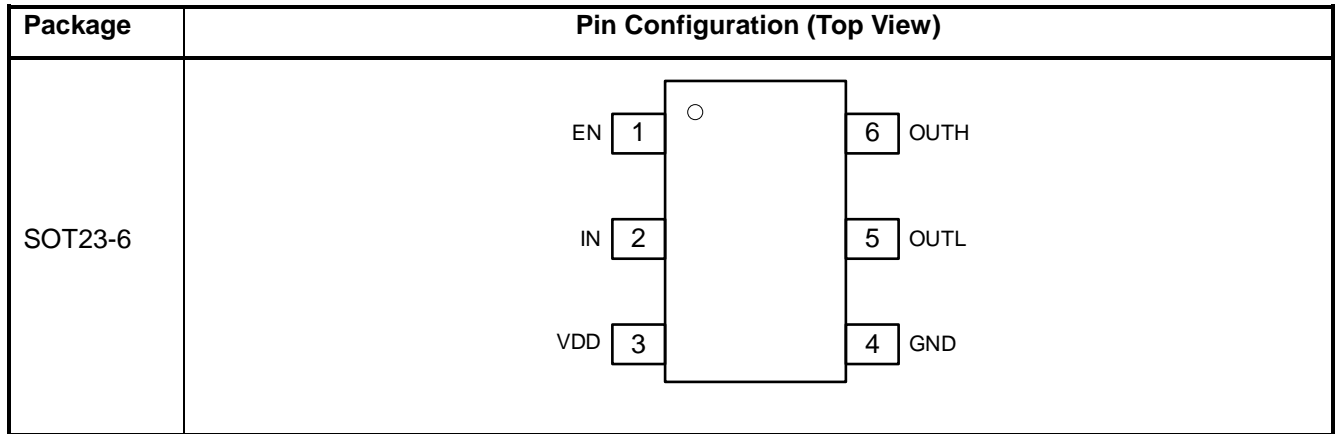 Package Pin Configuration (Top View)
EN 1 6 OUTH
SOT23-6 IN 2 5 OUTL
VDD 3 4 GND